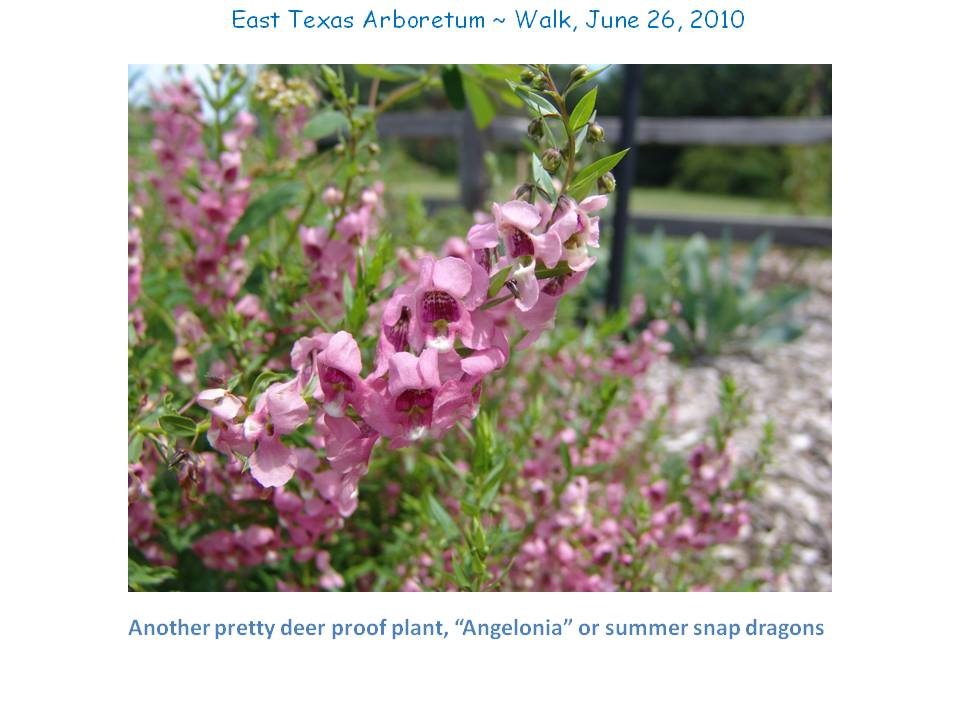 East Texas Arboretum ~ Walk, June 26, 2010
Another pretty deer proof plant, “Angelonia” or summer snap dragons